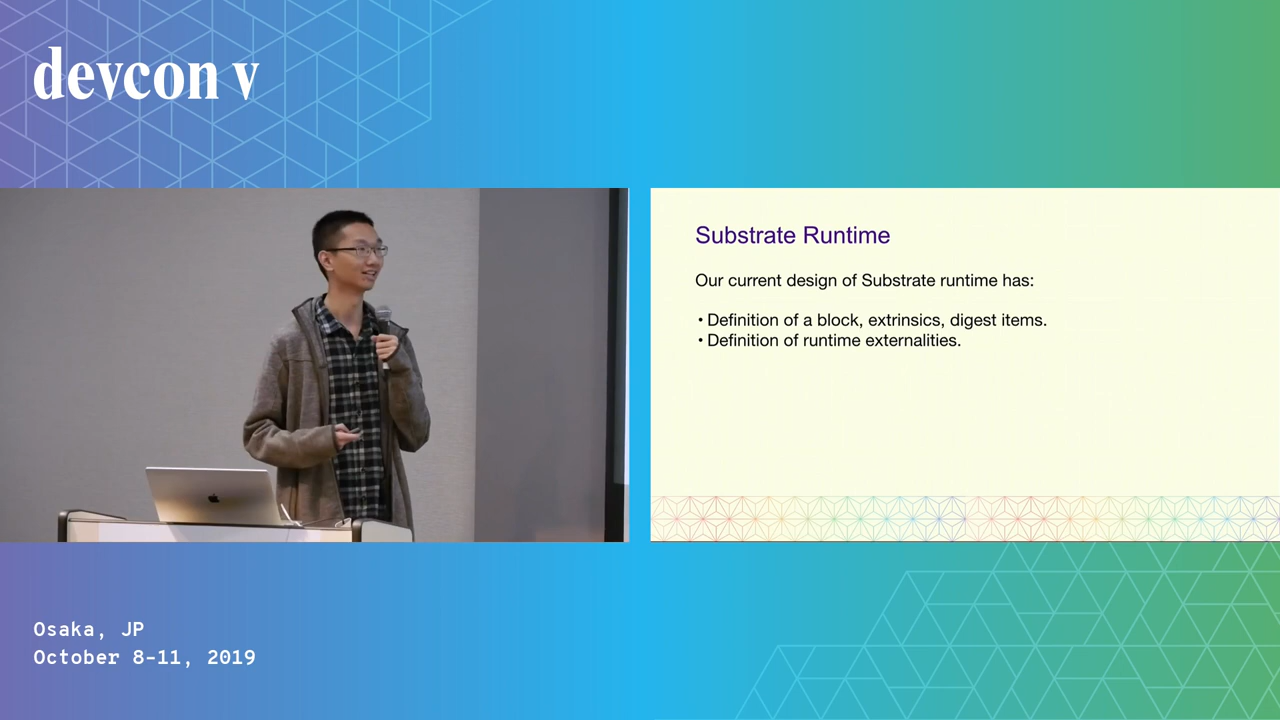 devcon v
Substrate Runtime
Our current design of Substrate runtime has:
• Definition of a block, extrinsics, digest items.
• Definition of runtime externalities.
Osaka, JP
October 8-11, 2019